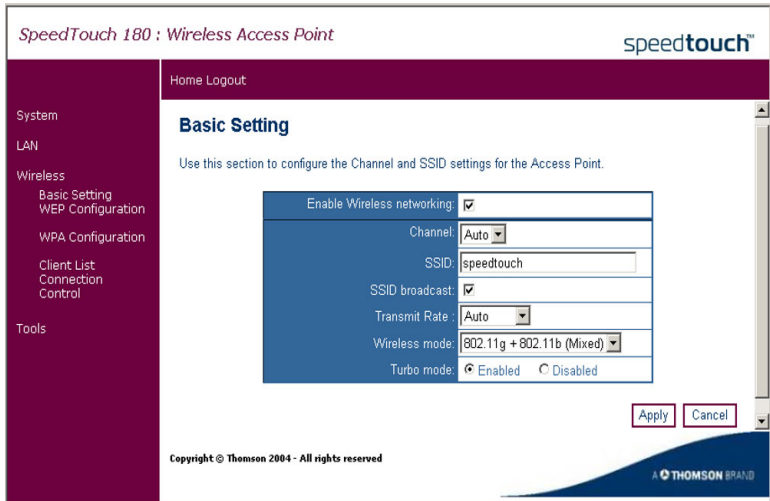 SpeedTouch 180 : Wireless Access Point
speedtouch™
Home Logout
System
LAN
Wireless
Basic Setting
WEP Configuration
WPA Configuration
Client List
Connection
Control
Tools
Basic Setting
Use this section to configure the Channel and SSID settings for the Access Point.
Enable Wireless networking:
Channel: Auto
SSID: speedtouch
SSID broadcast:
Transmit Rate : Auto
Wireless mode: 802.11g + 802.11b (Mixed)
Turbo mode: Enabled Disabled
Apply Cancel
Copyright © Thomson 2004 - All rights reserved
A THOMSON BRAND